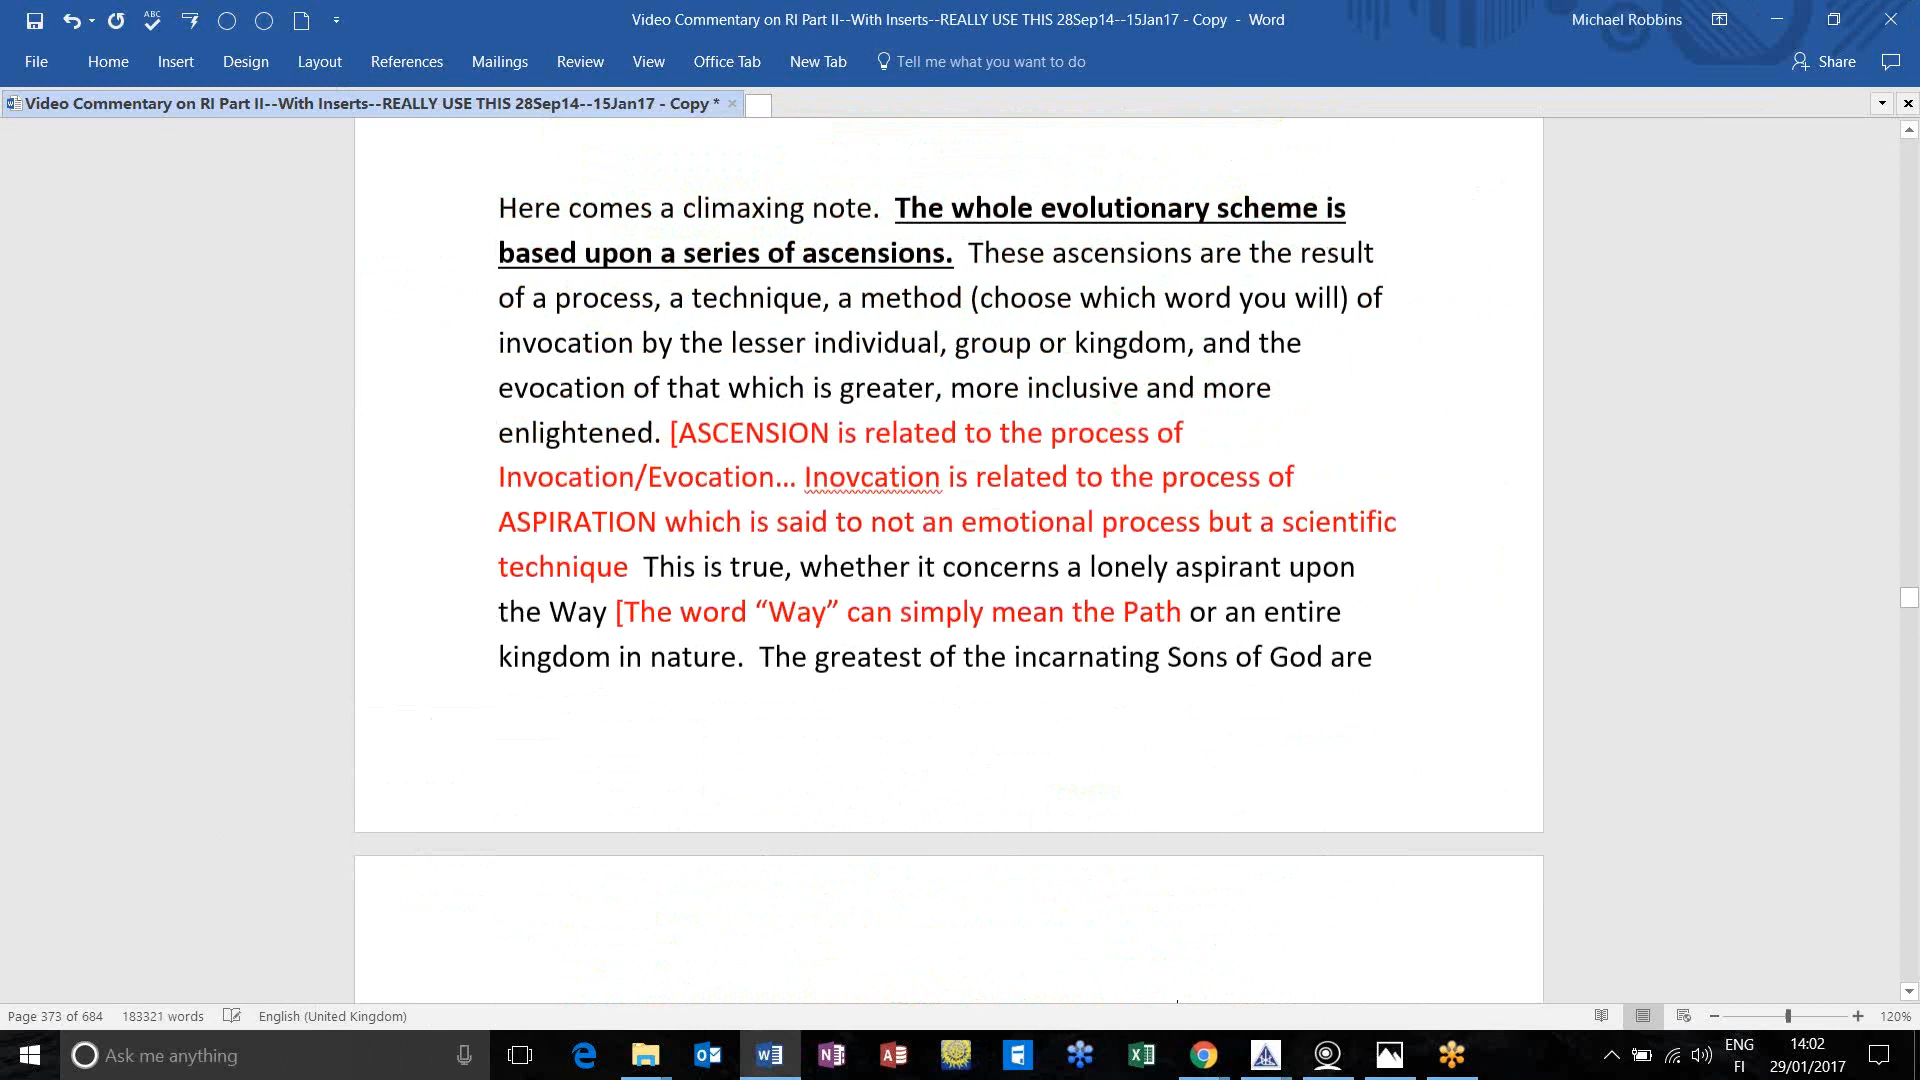 ABC
Video Commentary on RI Part II--With Inserts--REALLY USE THIS 28Sep14--15Jan17 - Copy - Word
Michael Robbins
File Home Insert Design Layout References Mailings Review View Office Tab New Tab Tell me what you want to do Share
Video Commentary on RI Part II--With Inserts--REALLY USE THIS 28Sep14--15Jan17 - Copy *
Here comes a climaxing note. The whole evolutionary scheme is
based upon a series of ascensions. These ascensions are the result
of a process, a technique, a method (choose which word you will) of
invocation by the lesser individual, group or kingdom, and the
evocation of that which is greater, more inclusive and more
enlightened. [ASCENSION is related to the process of
Invocation/Evocation… Inovcation is related to the process of
ASPIRATION which is said to not an emotional process but a scientific
technique This is true, whether it concerns a lonely aspirant upon
the Way [The word “Way” can simply mean the Path or an entire
kingdom in nature. The greatest of the incarnating Sons of God are
Page 373 of 684 183321 words English (United Kingdom) 120%
Ask me anything
ENG 14:02
FI 29/01/2017